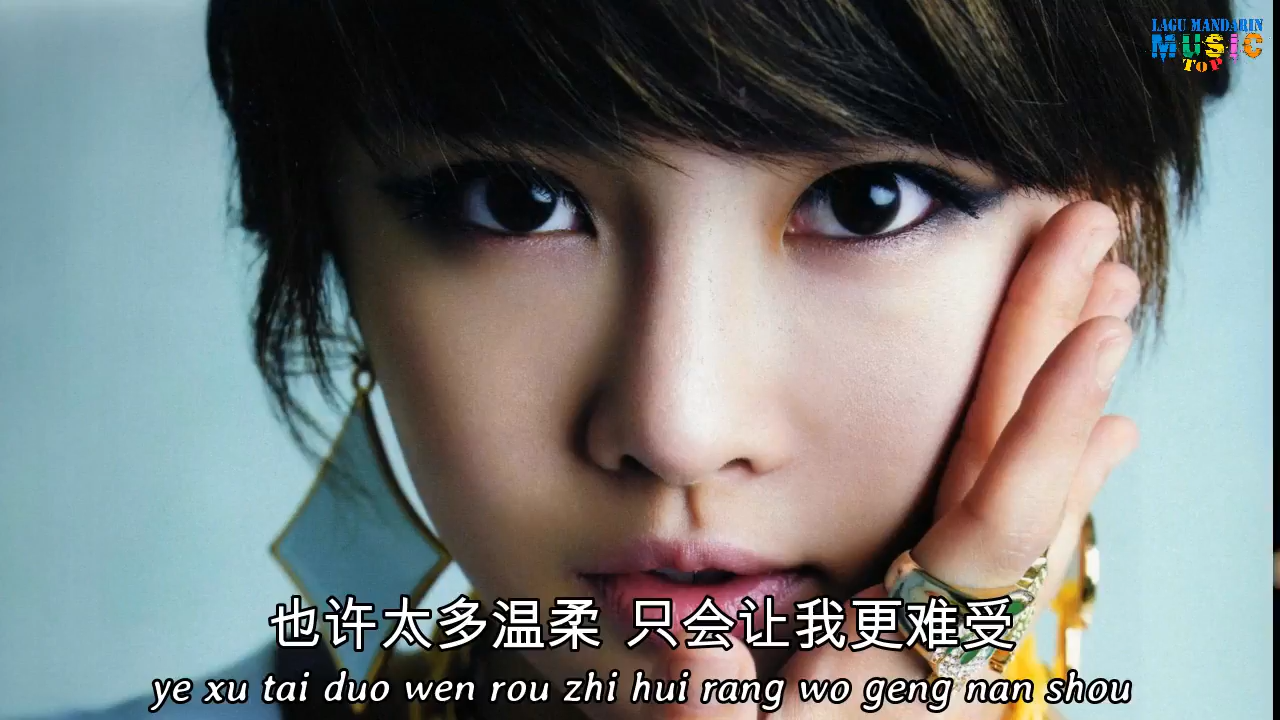 LAGU MANDARIN
MUSIC
ToP
也许太多温柔 只会让我更难受
ye xu tai duo wen rou zhi hui rang wo geng nan shou